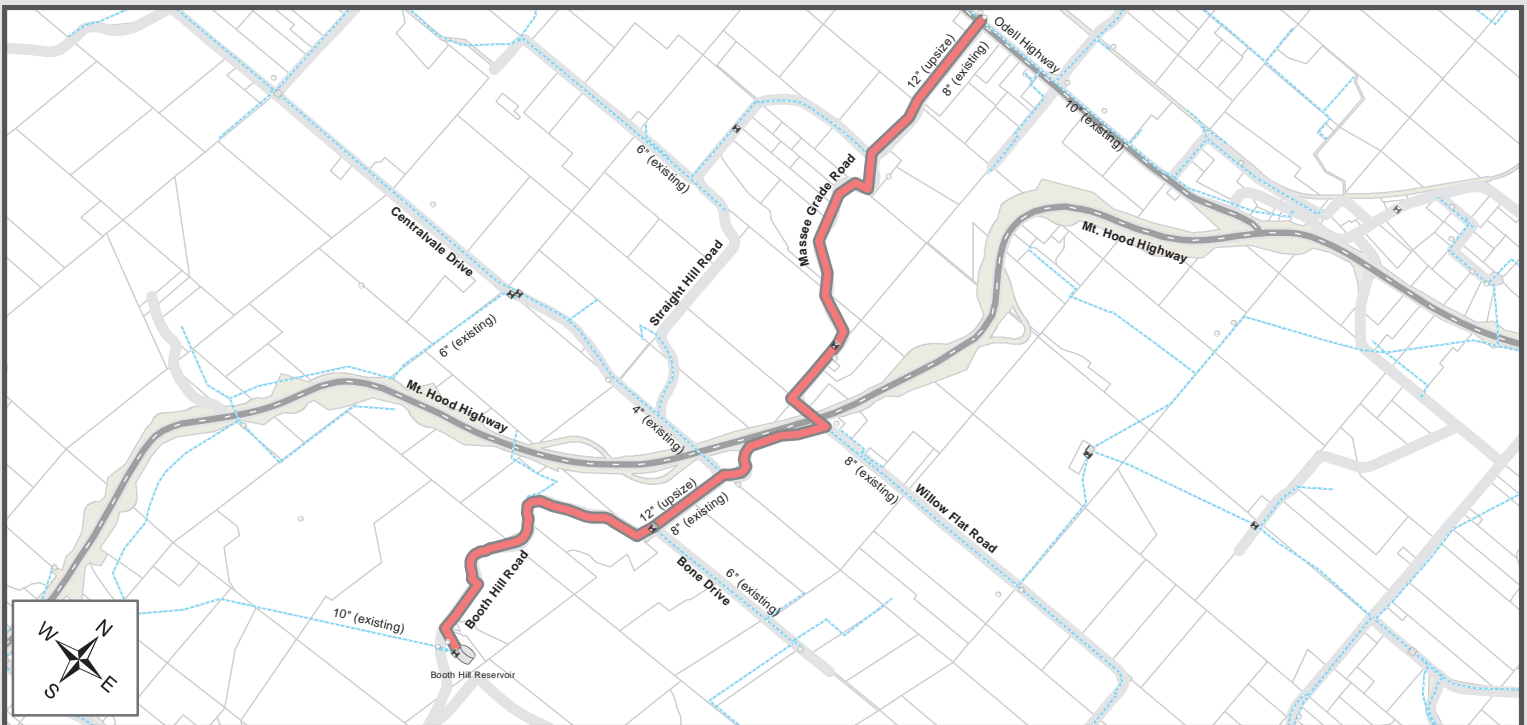 Odell Highway
12" (upsize)
8" (existing)
10" (existing)
6" (existing)
Massee Grade Road
Centralvale Drive
Straight Hill Road
Mt. Hood Highway
6" (existing)
Mt. Hood Highway
4" (existing)
8" (existing)
Willow Flat Road
12" (upsize)
8" (existing)
Bone Drive
6" (existing)
Booth Hill Road
10" (existing)
Booth Hill Reservoir
N
W
E
S